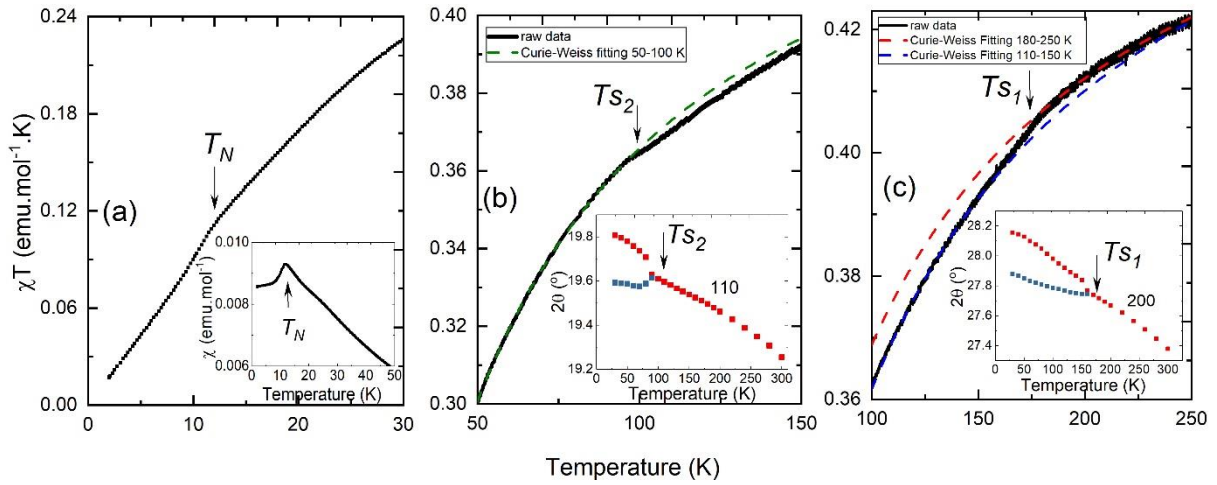 χT (emu.mol⁻¹.K)
0.24
0.18
0.12
0.06
0.00
0
10
20
30
(a)
T_N
χ (emu.mol⁻¹)
0.010
0.008
0.006
0
10
20
30
40
50
T_N
Temperature (K)
raw data
Curie-Weiss fitting 50-100 K
0.40
0.38
0.36
0.34
0.32
0.30
50
100
150
(b)
Ts₂
2θ (º)
19.8
19.6
19.4
19.2
0
50
100
150
200
250
300
Ts₂
110
Temperature (K)
raw data
Curie-Weiss Fitting 180-250 K
Curie-Weiss Fitting 110-150 K
0.42
0.40
0.38
0.36
100
150
200
250
(c)
Ts₁
2θ (º)
28.2
28.0
27.8
27.6
27.4
0
50
100
150
200
250
300
Ts₁
200
Temperature (K)
Temperature (K)